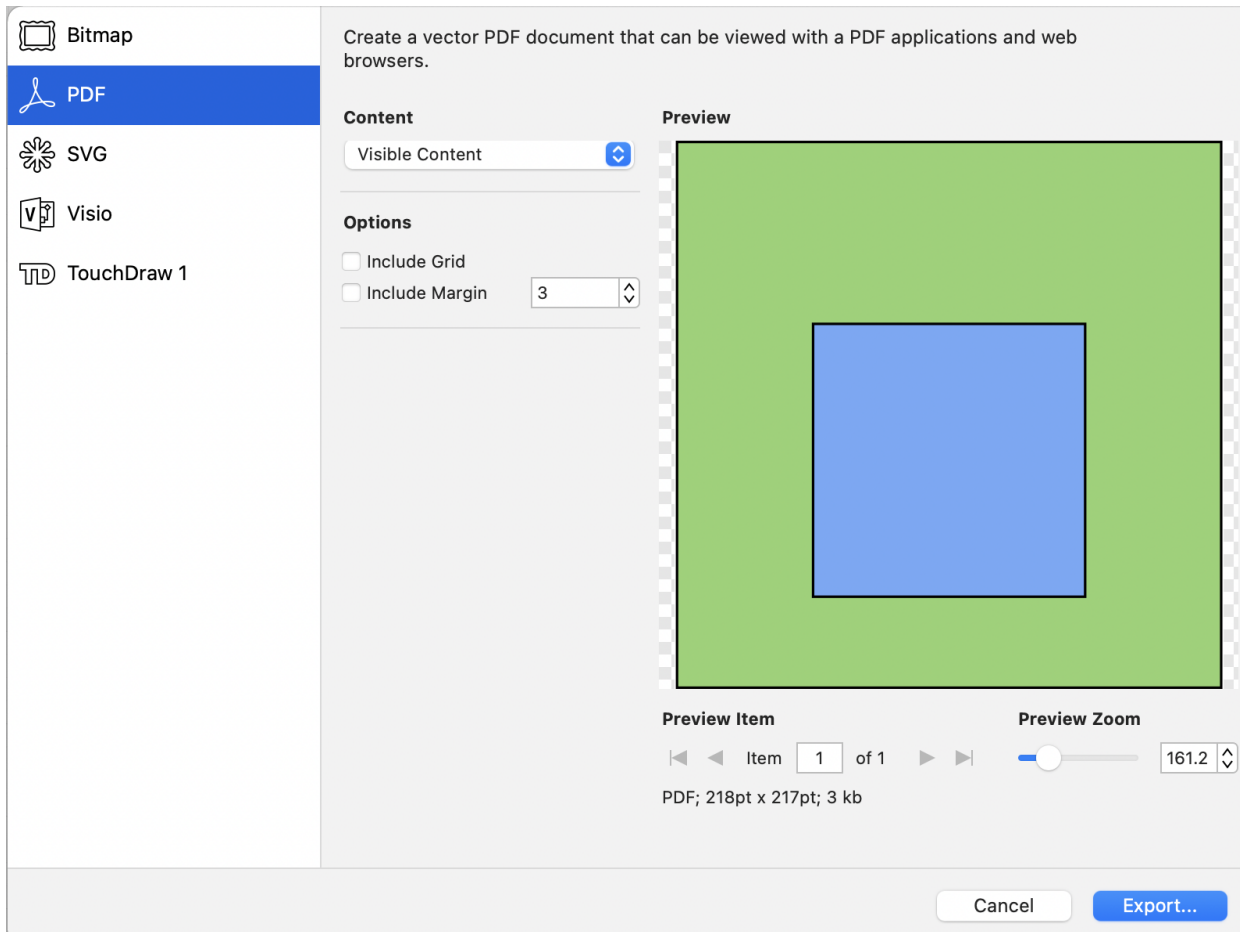 Bitmap
PDF
SVG
Visio
TouchDraw 1
Create a vector PDF document that can be viewed with a PDF applications and web
browsers.
Content
Visible Content
Options
Include Grid
Include Margin 3
Preview
Preview Item
Item 1 of 1
PDF; 218pt x 217pt; 3 kb
Preview Zoom
161.2
Cancel
Export...